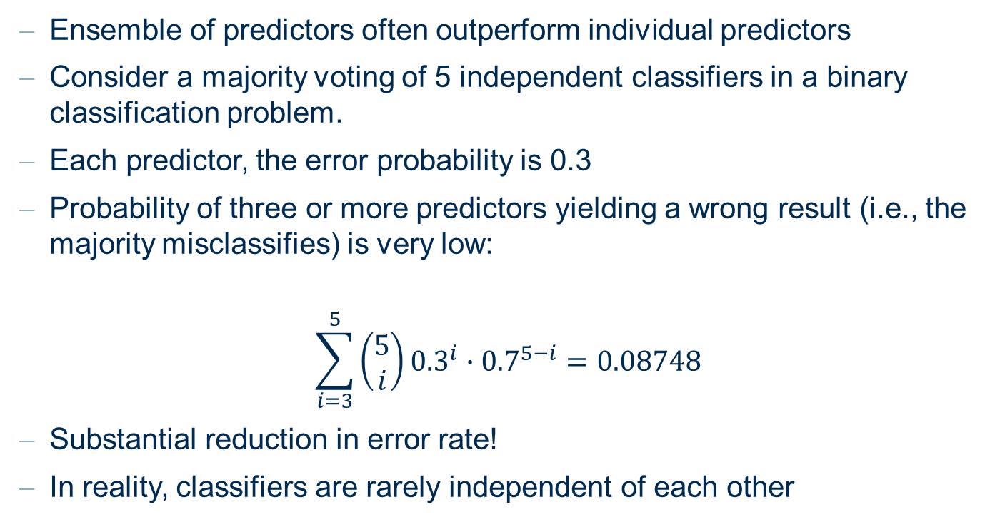 – Ensemble of predictors often outperform individual predictors
– Consider a majority voting of 5 independent classifiers in a binary
classification problem.
– Each predictor, the error probability is 0.3
– Probability of three or more predictors yielding a wrong result (i.e., the
majority misclassifies) is very low:
\sum_{i=3}^{5} \binom{5}{i} 0.3^{i} \cdot 0.7^{5-i} = 0.08748
– Substantial reduction in error rate!
– In reality, classifiers are rarely independent of each other